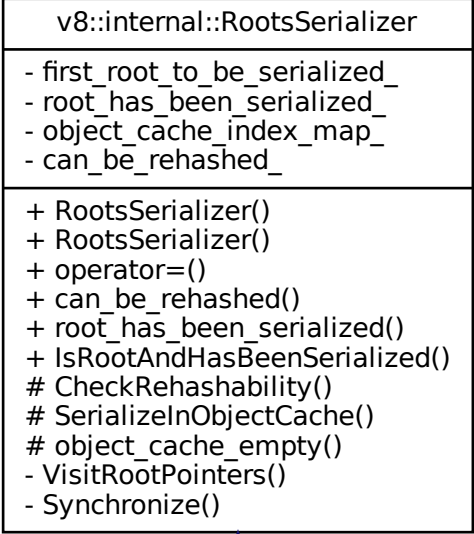 v8::internal::RootsSerializer
- first_root_to_be_serialized_
- root_has_been_serialized_
- object_cache_index_map_
- can_be_rehashed_
+ RootsSerializer()
+ RootsSerializer()
+ operator=()
+ can_be_rehashed()
+ root_has_been_serialized()
+ IsRootAndHasBeenSerialized()
# CheckRehashability()
# SerializeInObjectCache()
# object_cache_empty()
- VisitRootPointers()
- Synchronize()